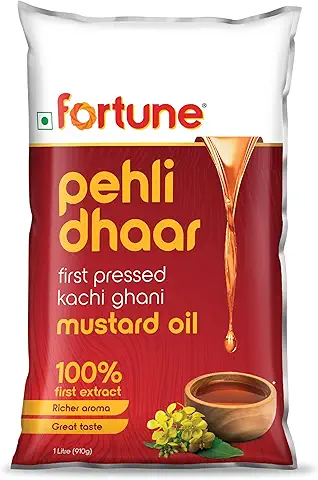 fortune®
pehli
dhaar
first pressed
kachi ghani
mustard oil
100%
first extract
Richer aroma
Great taste
1 Litre (910g)